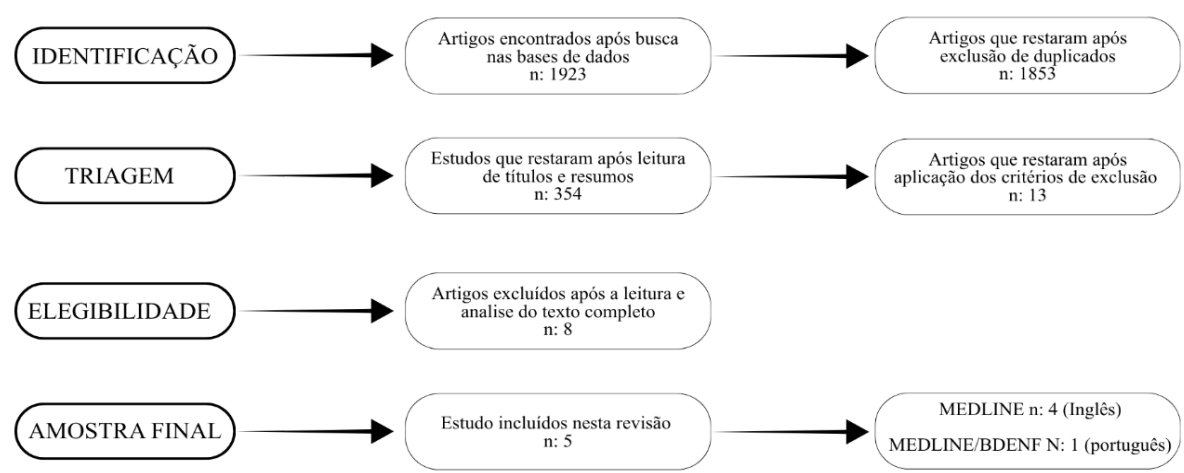 IDENTIFICAÇÃO
Artigos encontrados após busca
nas bases de dados
n: 1923
Artigos que restaram após
exclusão de duplicados
n: 1853
TRIAGEM
Estudos que restaram após leitura
de títulos e resumos
n: 354
Artigos que restaram após
aplicação dos critérios de exclusão
n: 13
ELEGIBILIDADE
Artigos excluídos após a leitura e
analise do texto completo
n: 8
AMOSTRA FINAL
Estudo incluídos nesta revisão
n: 5
MEDLINE n: 4 (Inglês)
MEDLINE/BDENF N: 1 (português)